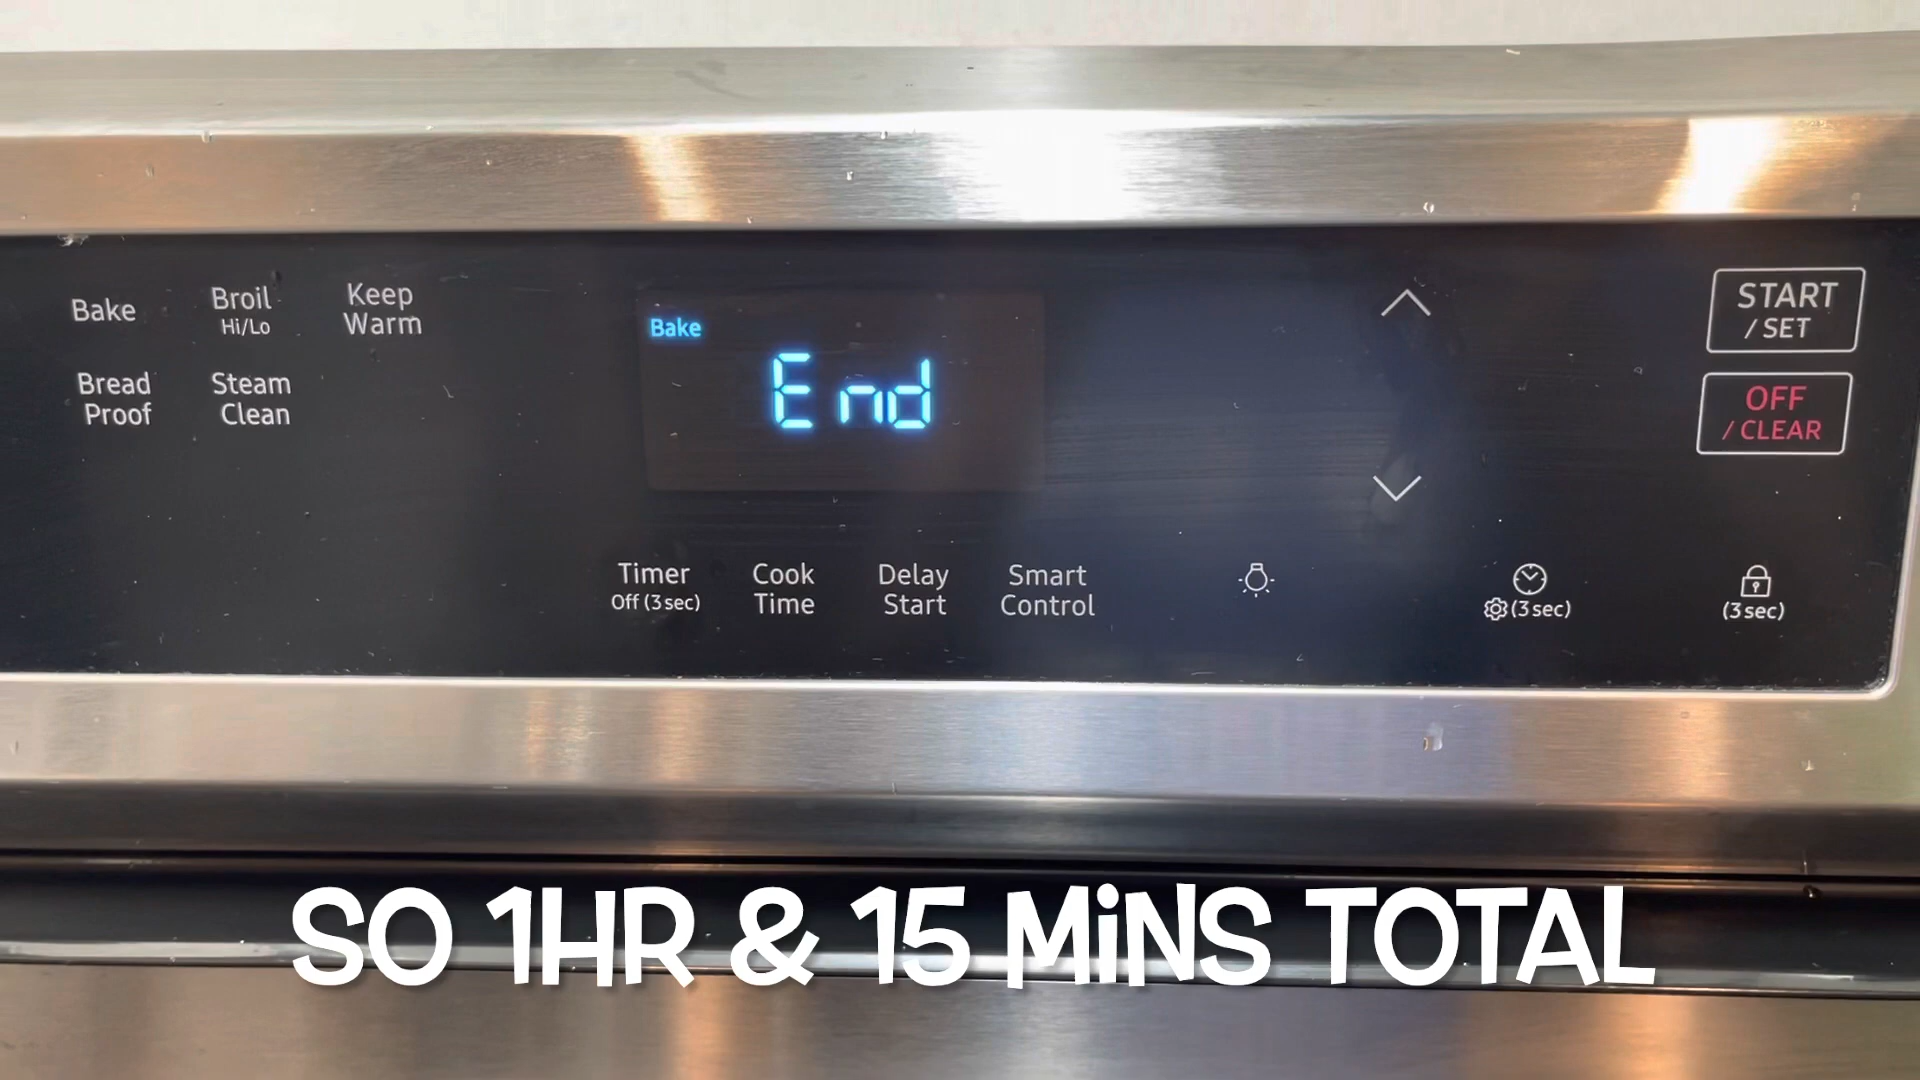 Bake
Broil
Hi/Lo
Keep
Warm
Bread
Proof
Steam
Clean
Bake
End
START
/ SET
OFF
/ CLEAR
Timer
Off (3 sec)
Cook
Time
Delay
Start
Smart
Control
(3 sec)
(3 sec)
SO 1HR & 15 MiNS TOTAL